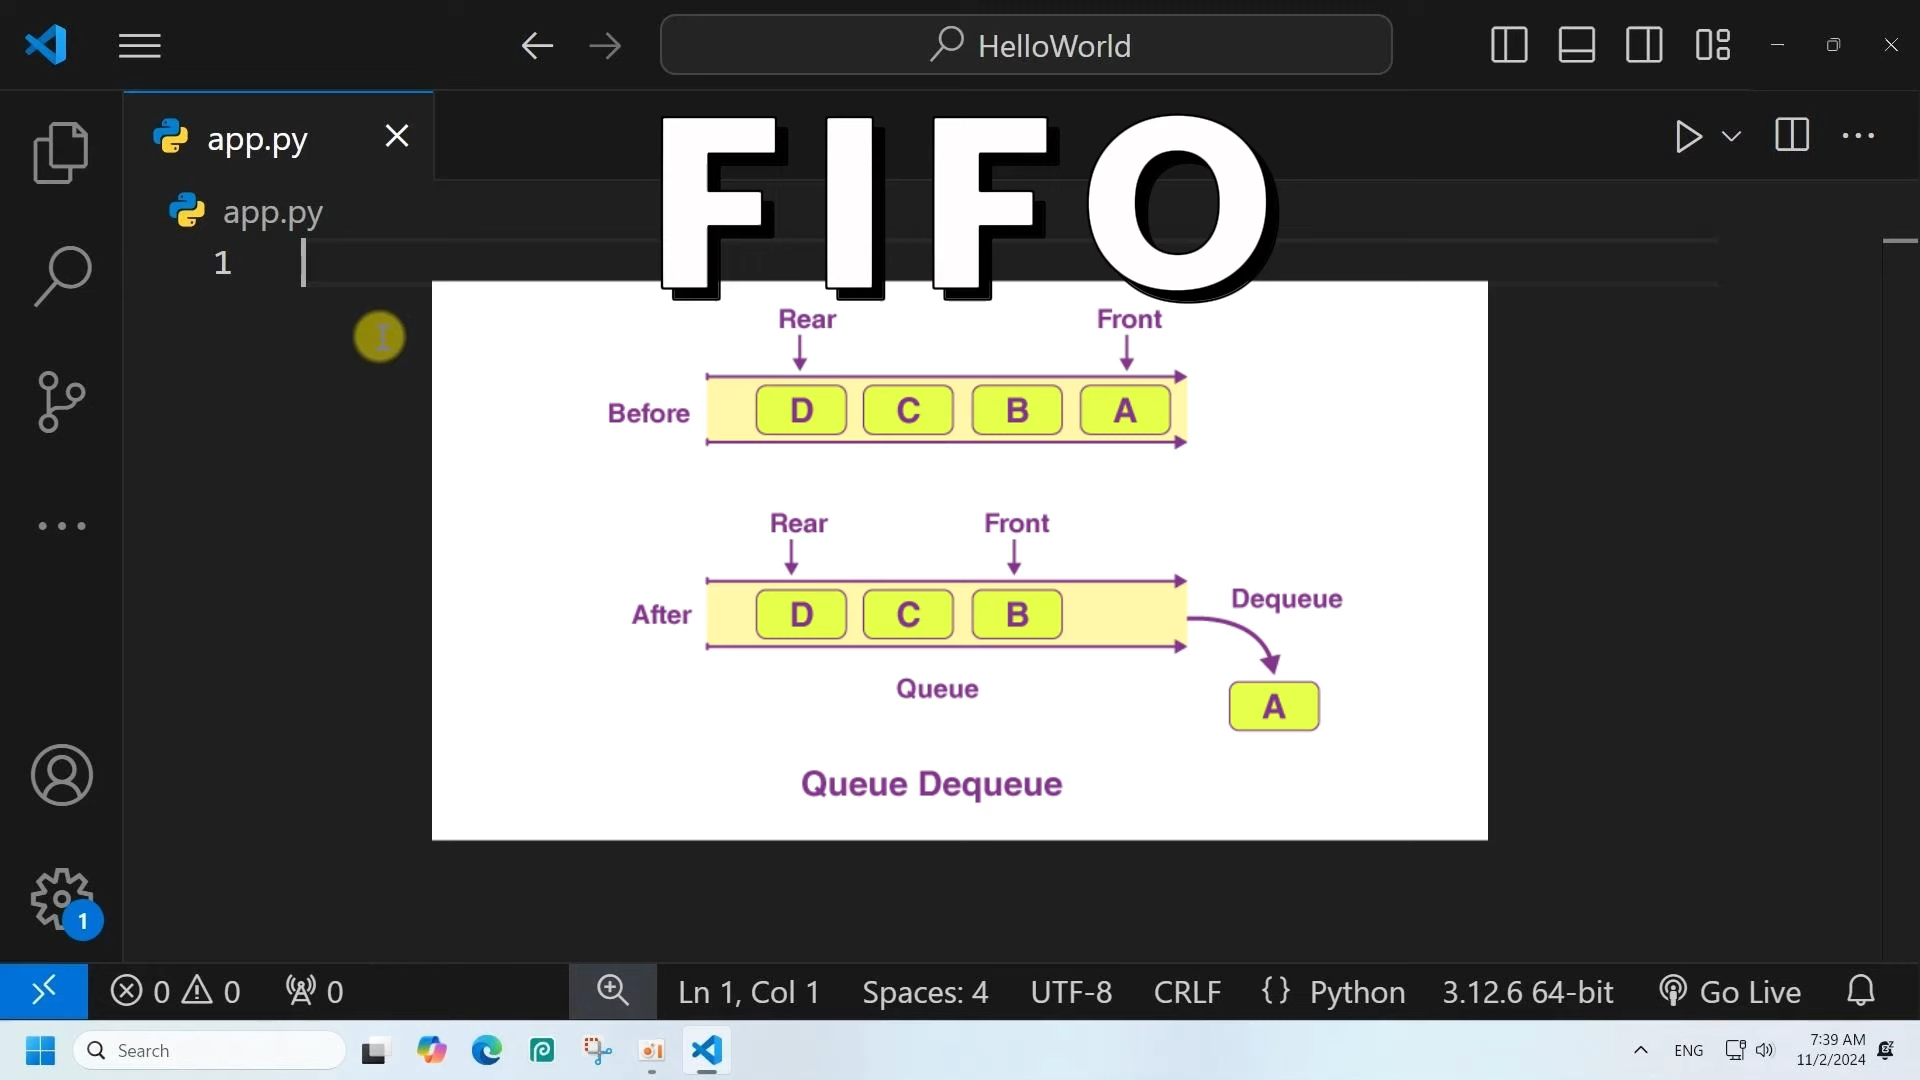 HelloWorld
app.py
FIFO
app.py
1
Rear Front
Before D C B A
Rear Front
After D C B Dequeue
Queue A
Queue Dequeue
1
0 0 0 Ln 1, Col 1 Spaces: 4 UTF-8 CRLF {} Python 3.12.6 64-bit Go Live
Search ENG 7:39 AM
11/2/2024